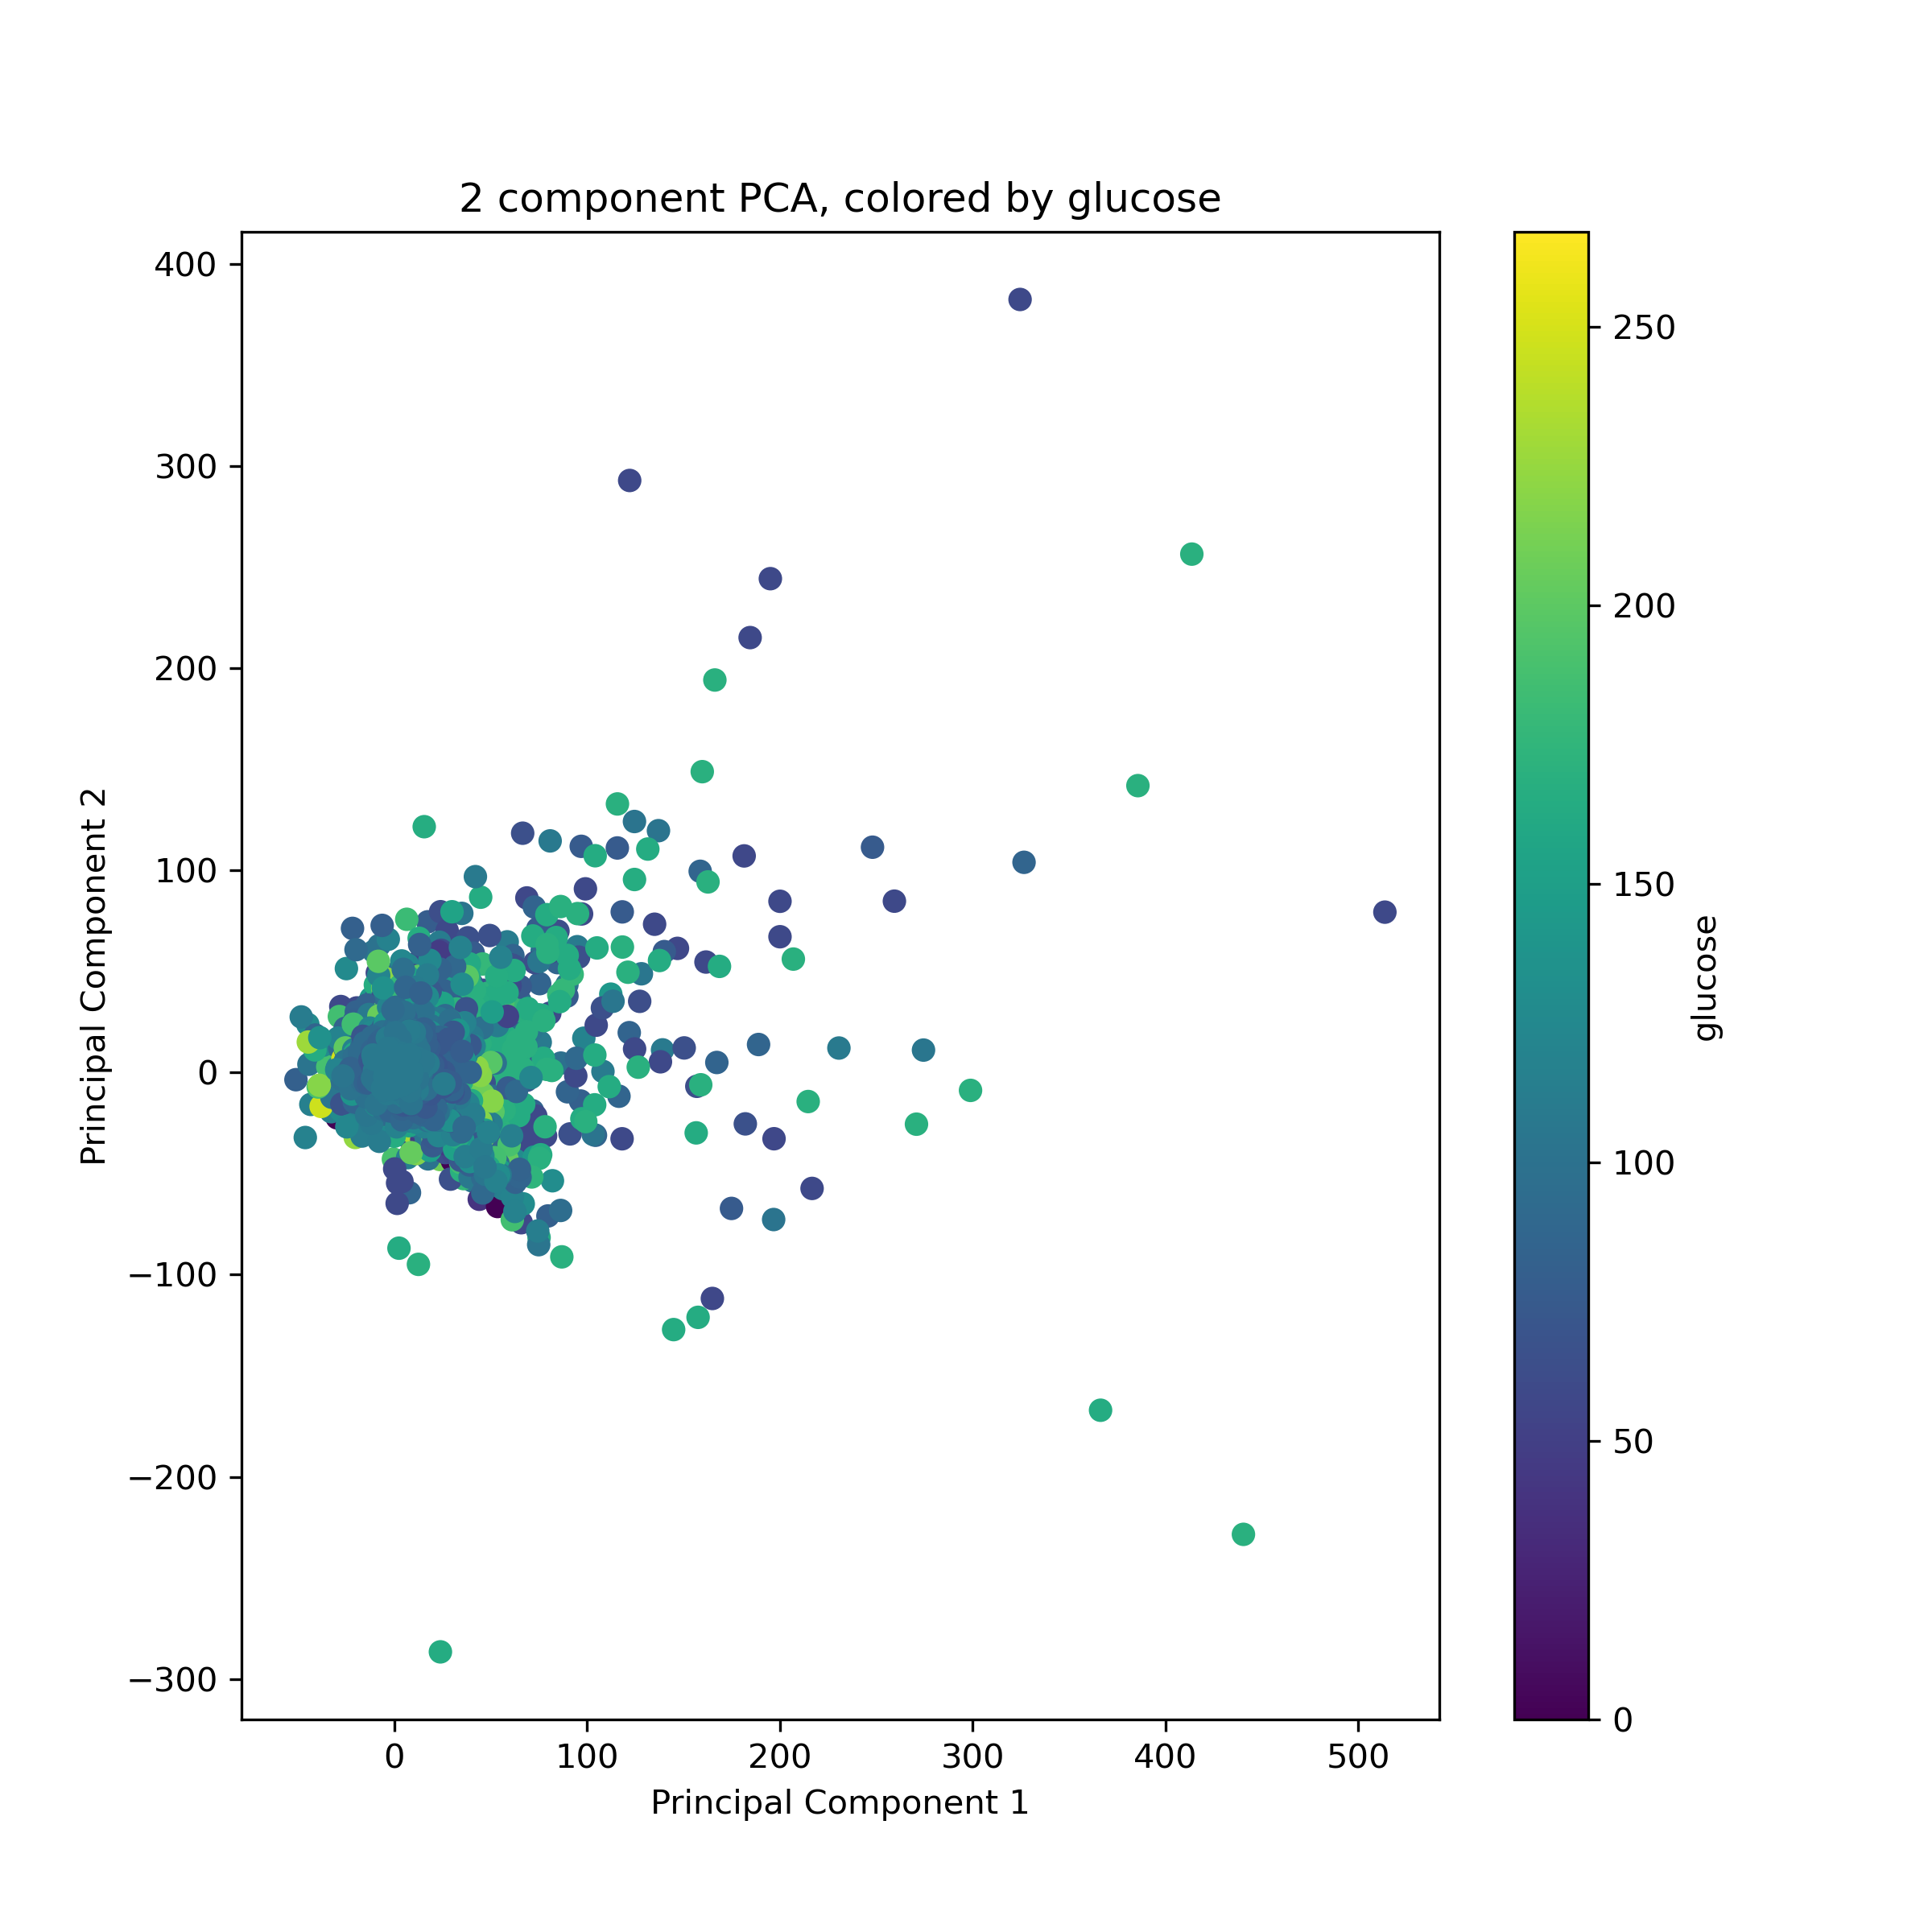 2 component PCA, colored by glucose
400
300
200
100
0
−100
−200
−300
Principal Component 2
0 100 200 300 400 500
Principal Component 1
250
200
150
100
50
0
glucose